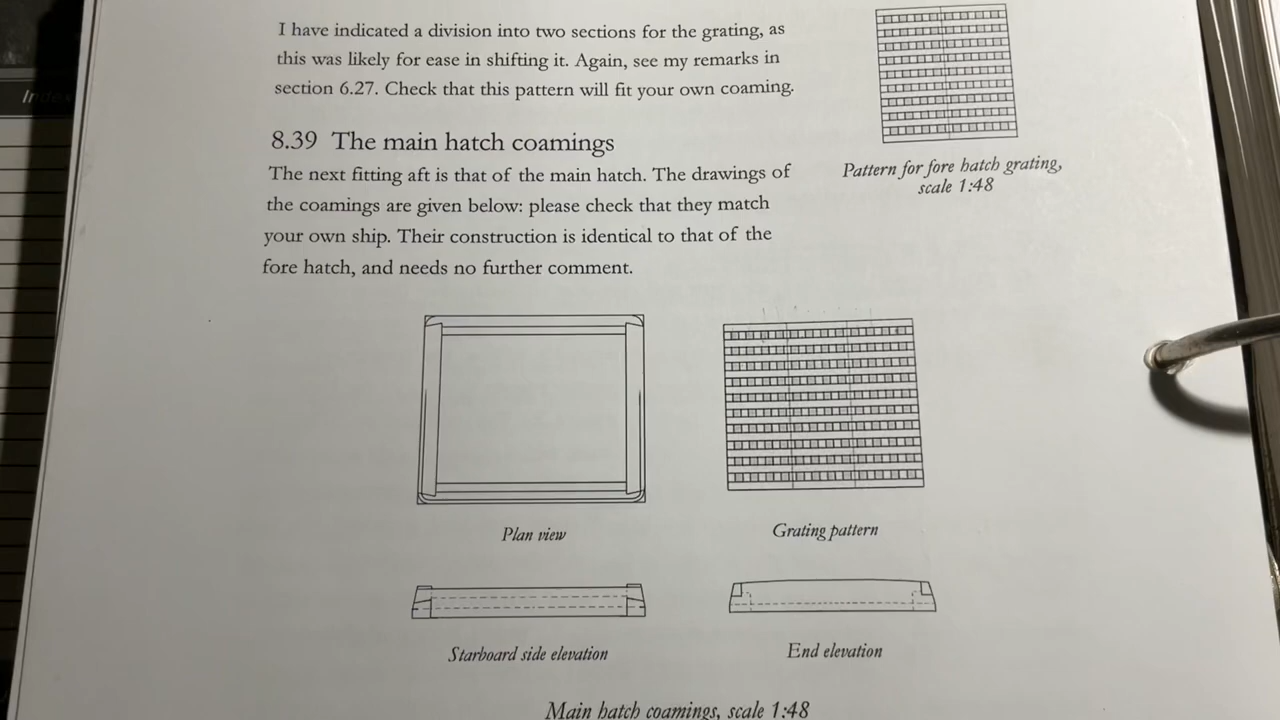 I have indicated a division into two sections for the grating, as
this was likely for ease in shifting it. Again, see my remarks in
section 6.27. Check that this pattern will fit your own coaming.
Pattern for fore hatch grating,
scale 1:48
8.39 The main hatch coamings
The next fitting aft is that of the main hatch. The drawings of
the coamings are given below: please check that they match
your own ship. Their construction is identical to that of the
fore hatch, and needs no further comment.
Plan view
Grating pattern
Starboard side elevation
End elevation
Main hatch coamings, scale 1:48